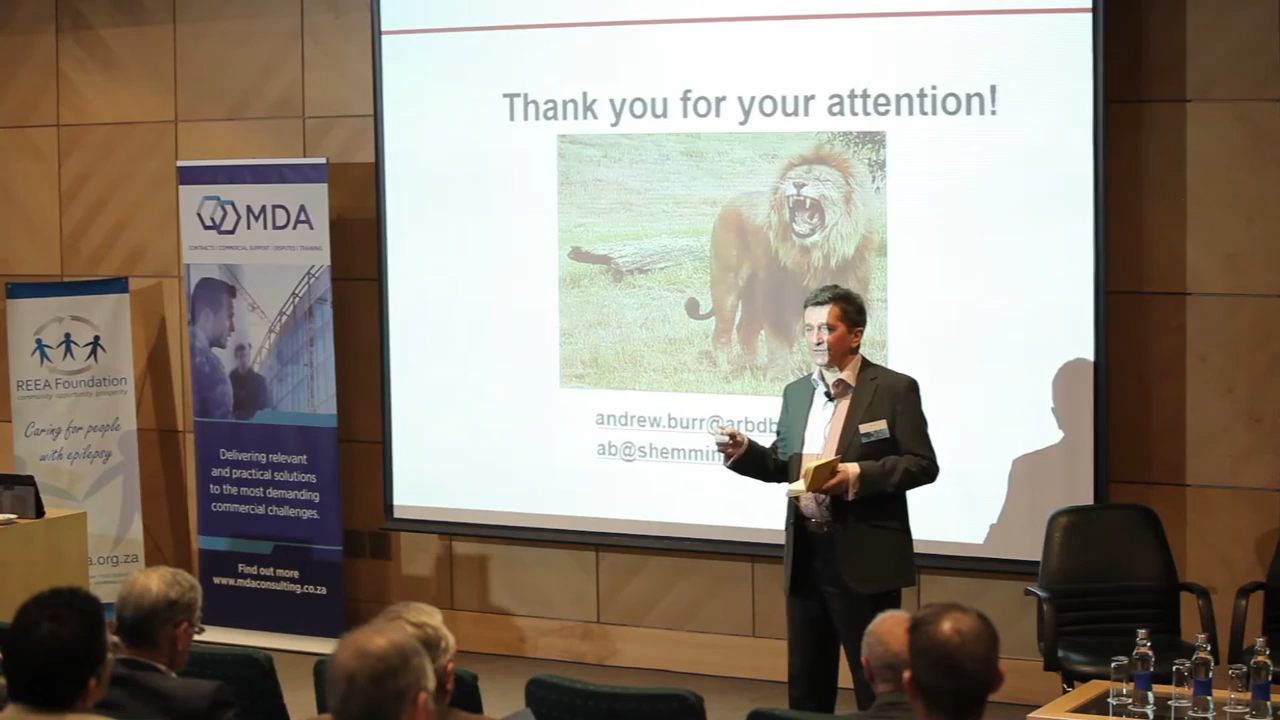 Thank you for your attention!
andrew.burr@arbdb
ab@shemmin
MDA
CONTRACTS | COMMERCIAL SUPPORT | DISPUTES | TRAINING
Delivering relevant
and practical solutions
to the most demanding
commercial challenges.
Find out more
www.mdaconsulting.co.za
REEA Foundation
community opportunity prosperity
Caring for people
with epilepsy
a.org.za